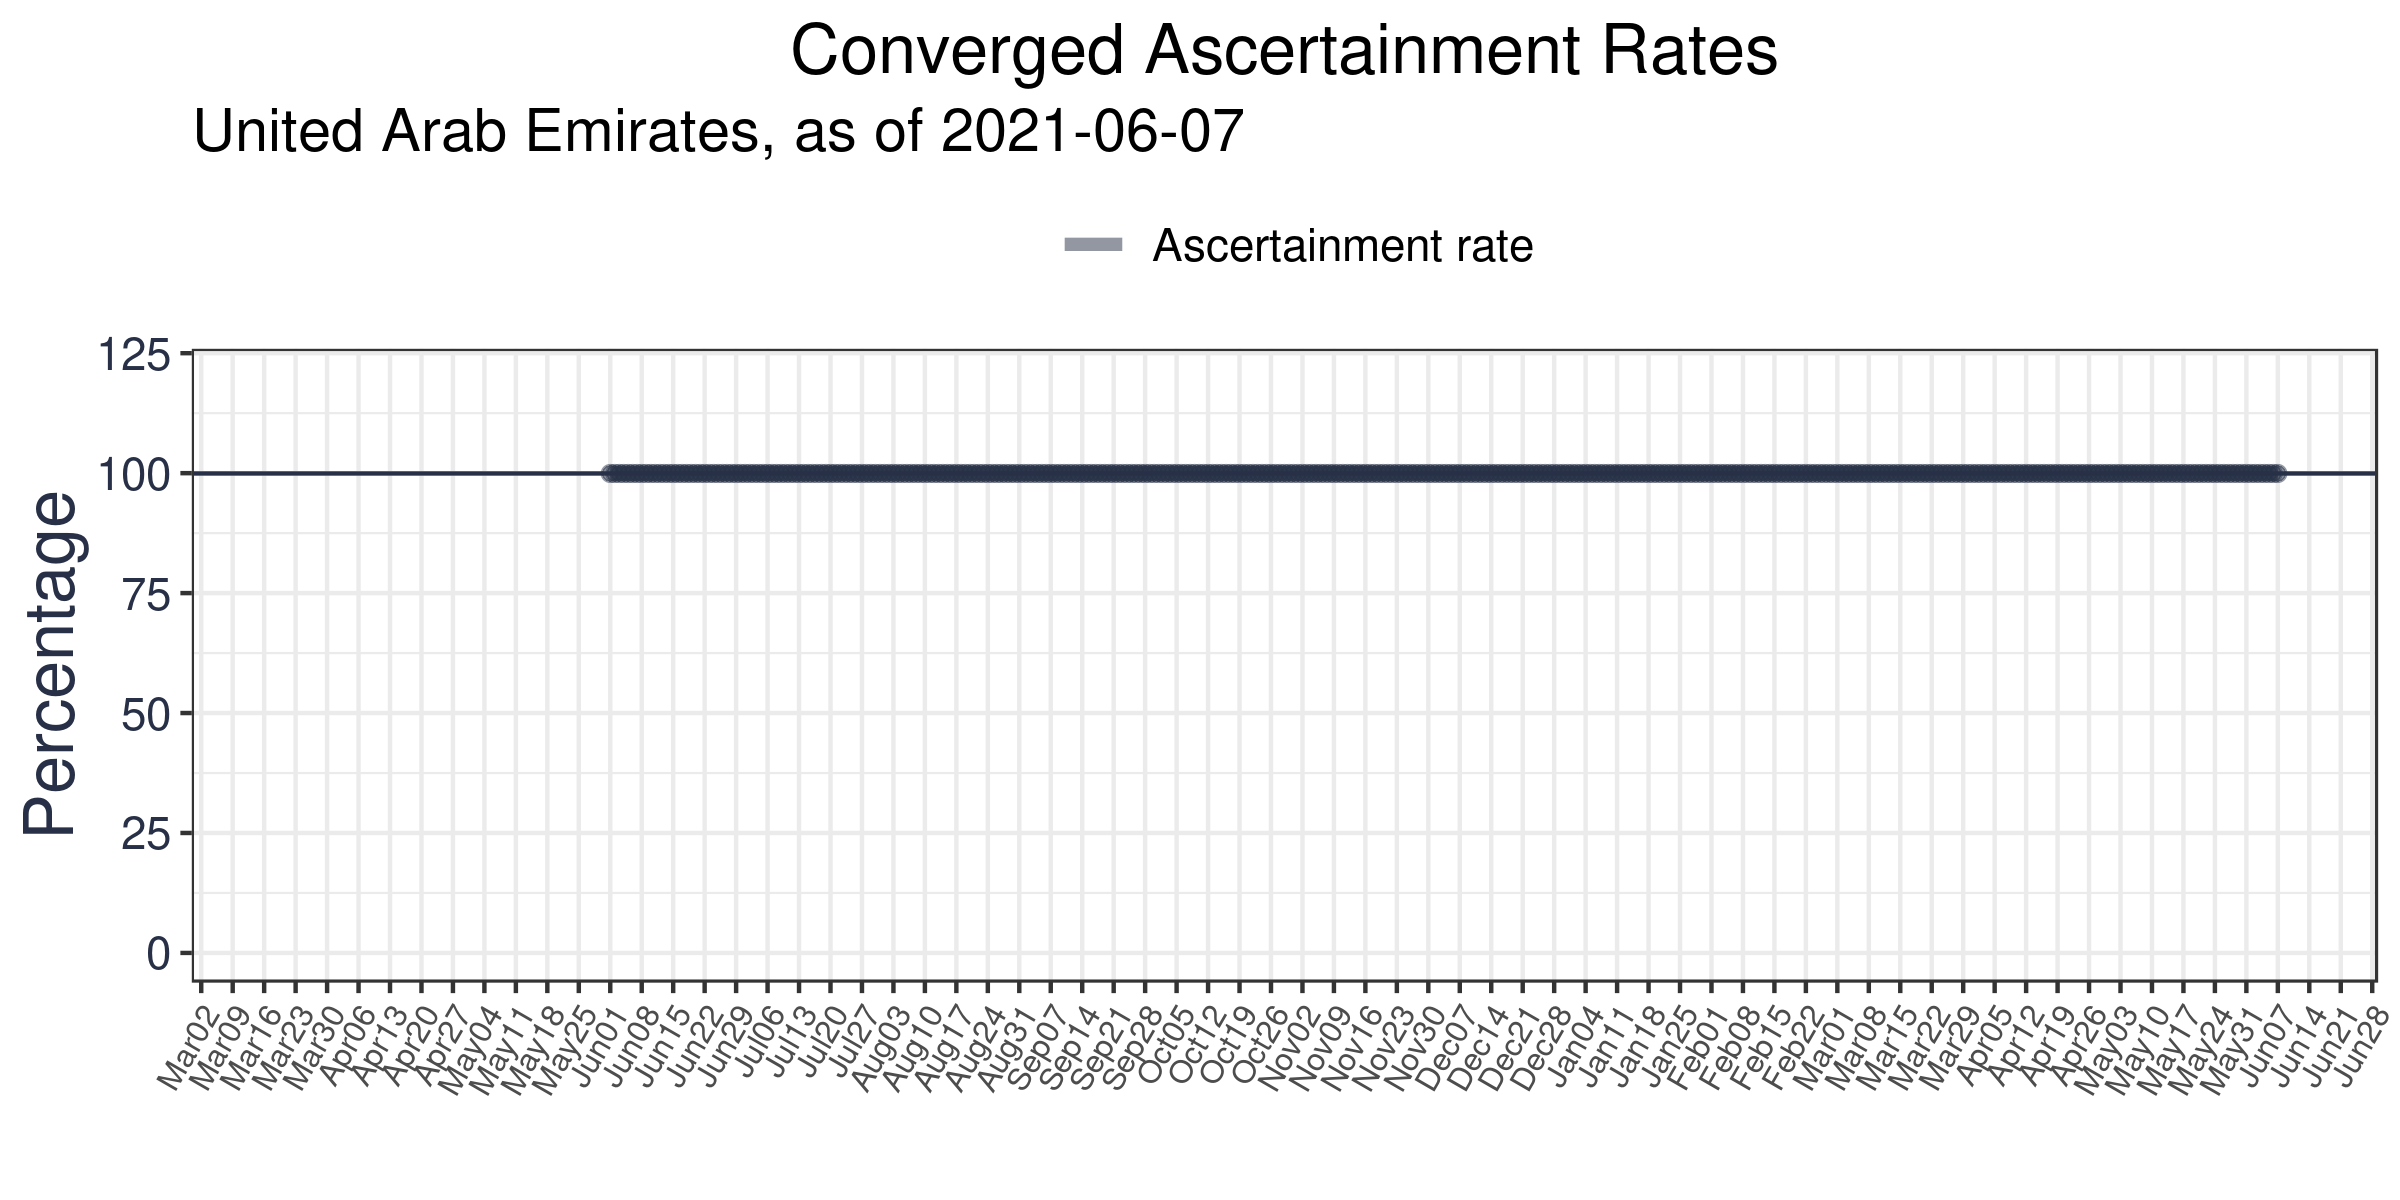 Converged Ascertainment Rates
United Arab Emirates, as of 2021-06-07
Ascertainment rate
Percentage
125
100
75
50
25
0
Mar02 Mar09 Mar16 Mar23 Mar30 Apr06 Apr13 Apr20 Apr27 May04 May11 May18 May25 Jun01 Jun08 Jun15 Jun22 Jun29 Jul06 Jul13 Jul20 Jul27 Aug03 Aug10 Aug17 Aug24 Aug31 Sep07 Sep14 Sep21 Sep28 Oct05 Oct12 Oct19 Oct26 Nov02 Nov09 Nov16 Nov23 Nov30 Dec07 Dec14 Dec21 Dec28 Jan04 Jan11 Jan18 Jan25 Feb01 Feb08 Feb15 Feb22 Mar01 Mar08 Mar15 Mar22 Mar29 Apr05 Apr12 Apr19 Apr26 May03 May10 May17 May24 May31 Jun07 Jun14 Jun21 Jun28